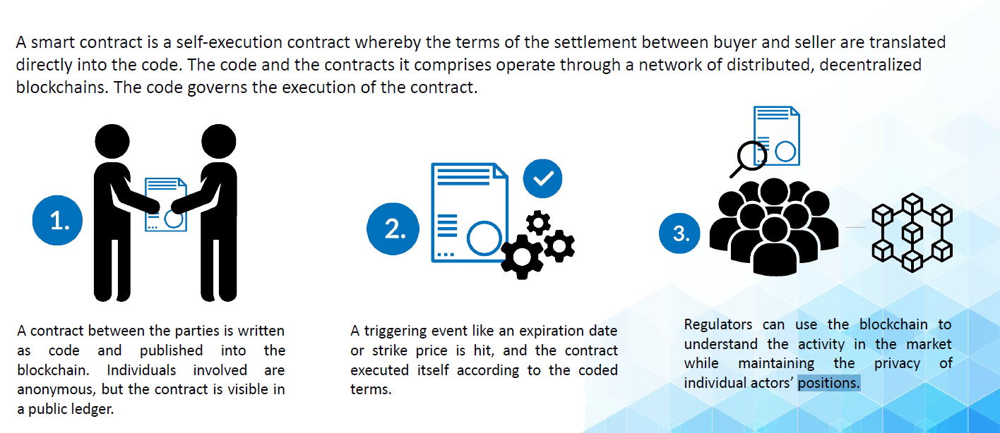 A smart contract is a self-execution contract whereby the terms of the settlement between buyer and seller are translated
directly into the code. The code and the contracts it comprises operate through a network of distributed, decentralized
blockchains. The code governs the execution of the contract.
1.
A contract between the parties is written
as code and published into the
blockchain. Individuals involved are
anonymous, but the contract is visible in
a public ledger.
2.
A triggering event like an expiration date
or strike price is hit, and the contract
executed itself according to the coded
terms.
3.
Regulators can use the blockchain to
understand the activity in the market
while maintaining the privacy of
individual actors’ positions.